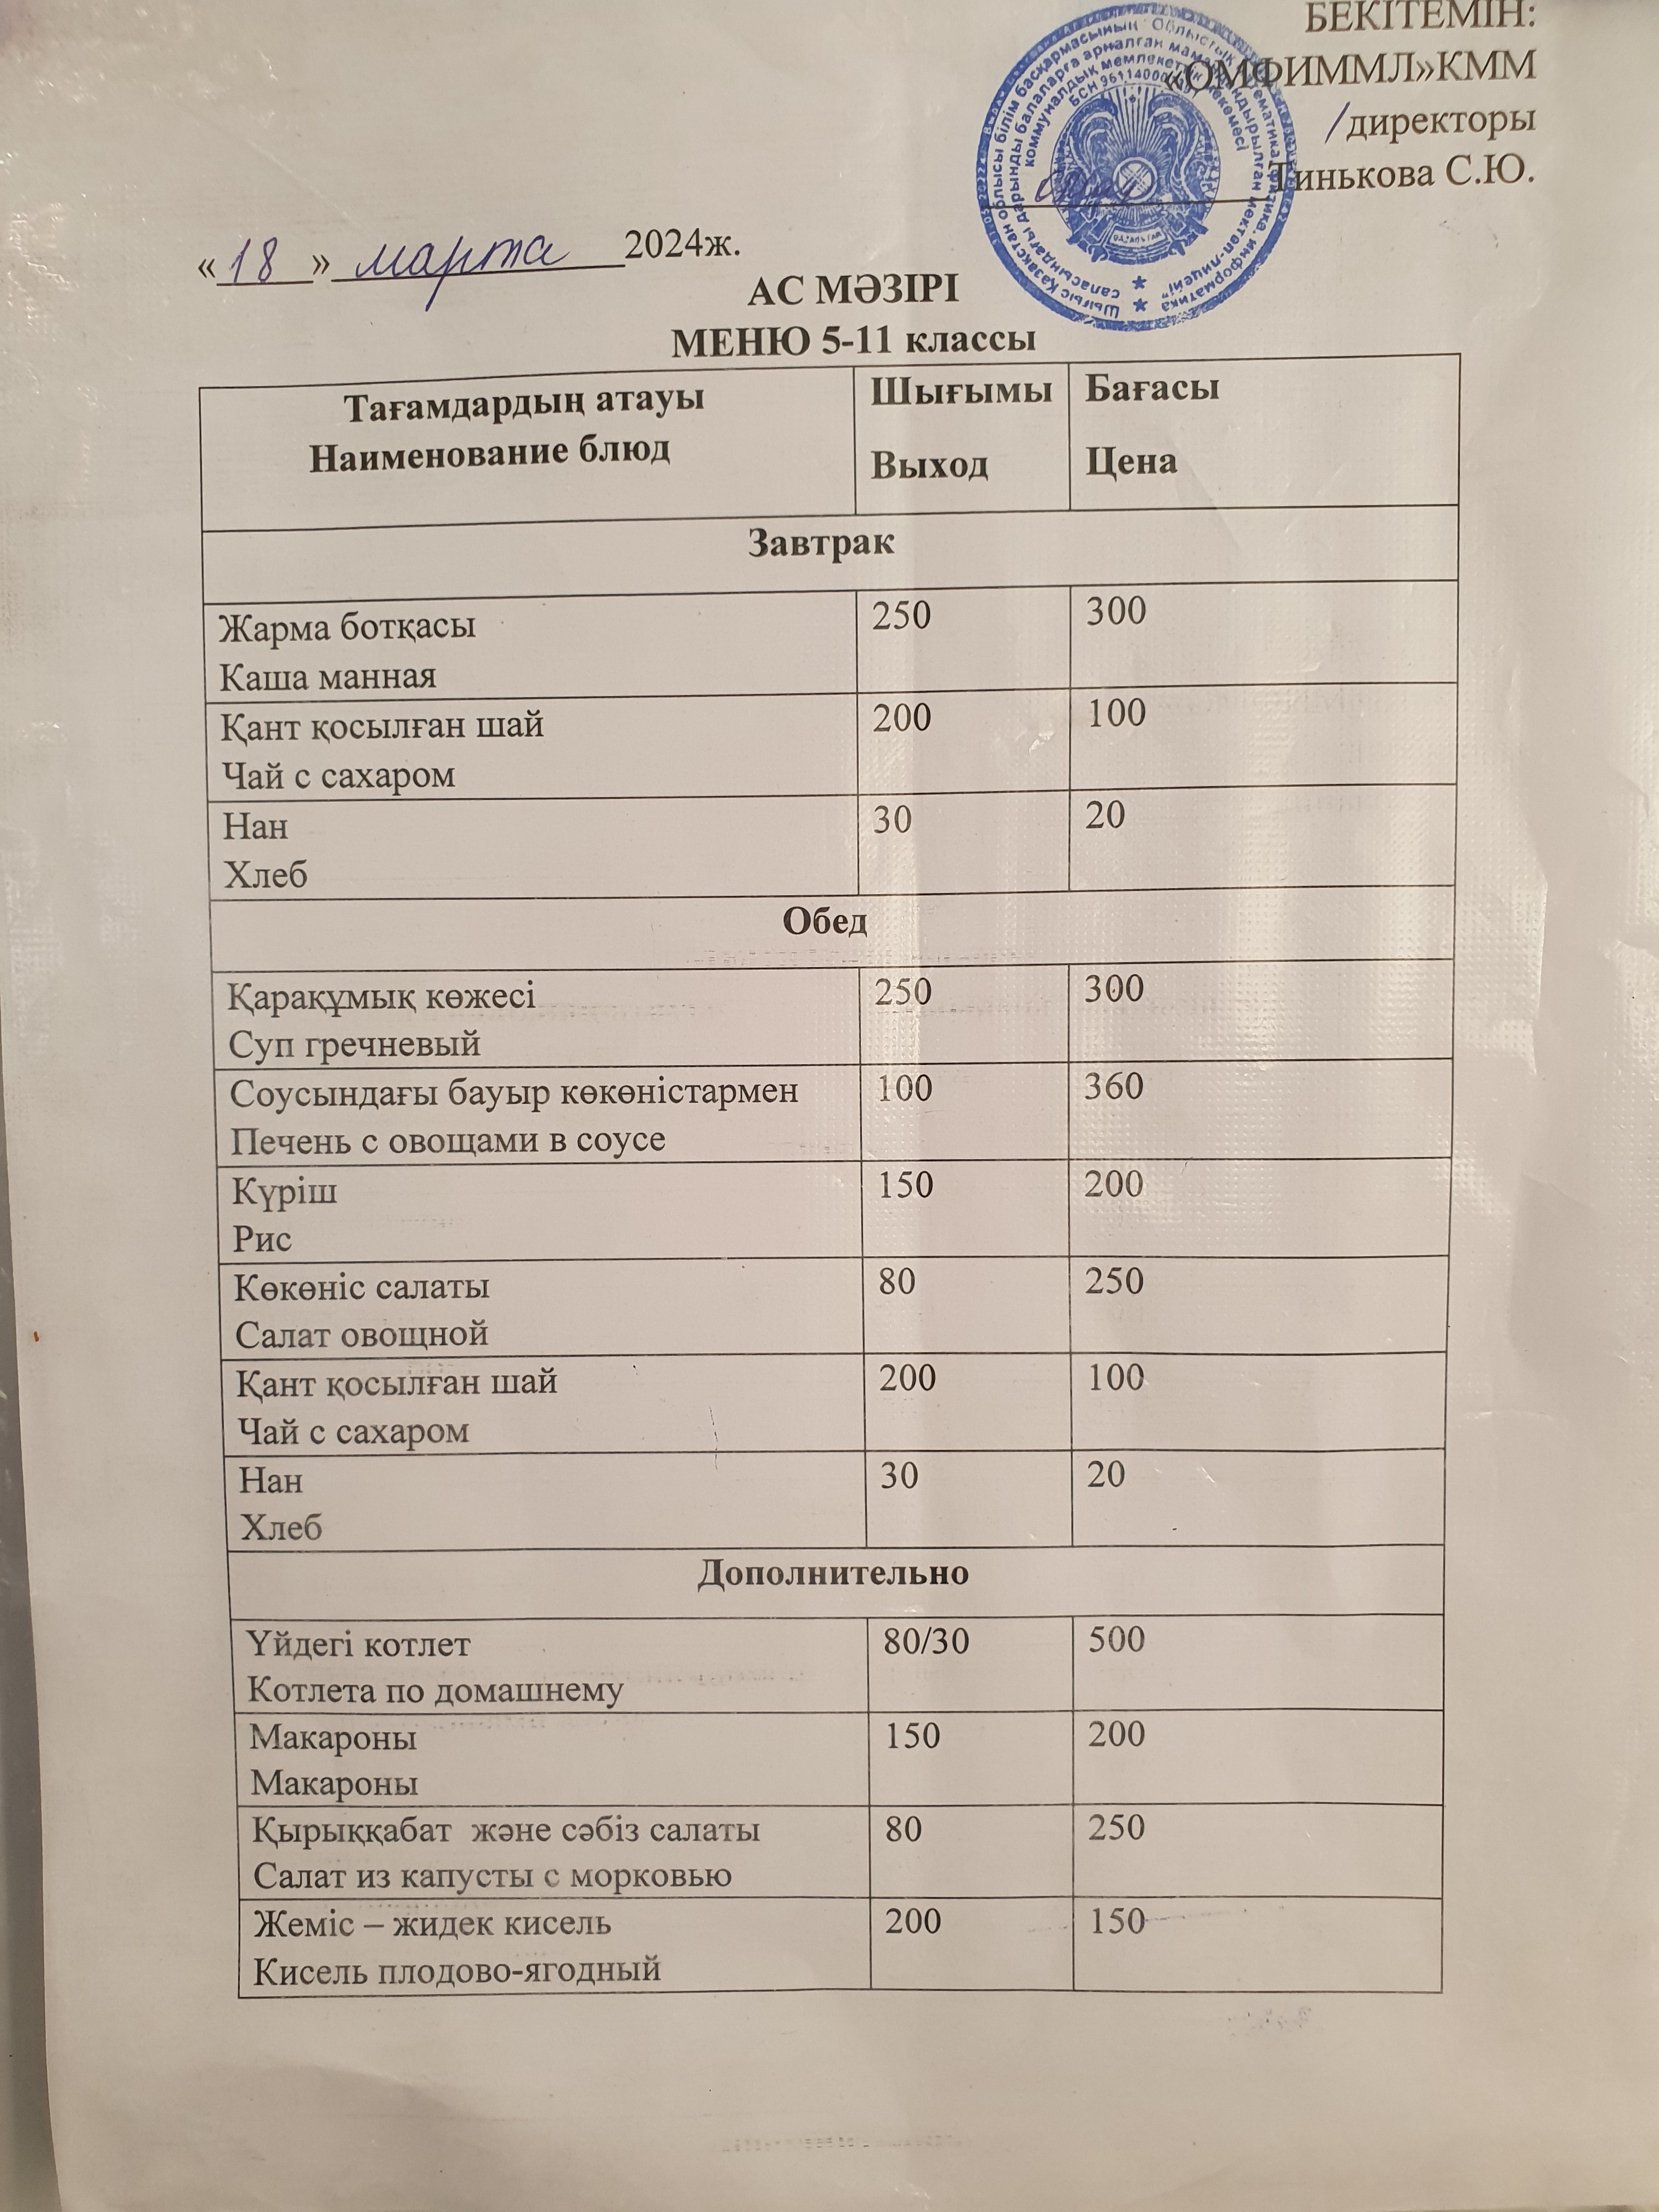 БЕКІТЕМІН:
«ОМФИММЛ»КММ
/директоры
Тинькова С.Ю.
«18» марта 2024ж.
АС МӘЗІРІ
МЕНЮ 5-11 классы
Тағамдардың атауы
Наименование блюд
Шығымы
Выход
Бағасы
Цена
Завтрак
Жарма ботқасы 250 300
Каша манная
Қант қосылған шай 200 100
Чай с сахаром
Нан 30 20
Хлеб
Обед
Қарақұмық көжесі 250 300
Суп гречневый
Соусындағы бауыр көкөністармен 100 360
Печень с овощами в соусе
Күріш 150 200
Рис
Көкөніс салаты 80 250
Салат овощной
Қант қосылған шай 200 100
Чай с сахаром
Нан 30 20
Хлеб
Дополнительно
Үйдегі котлет 80/30 500
Котлета по домашнему
Макароны 150 200
Макароны
Қырыққабат және сәбіз салаты 80 250
Салат из капусты с морковью
Жеміс – жидек кисель 200 150
Кисель плодово-ягодный